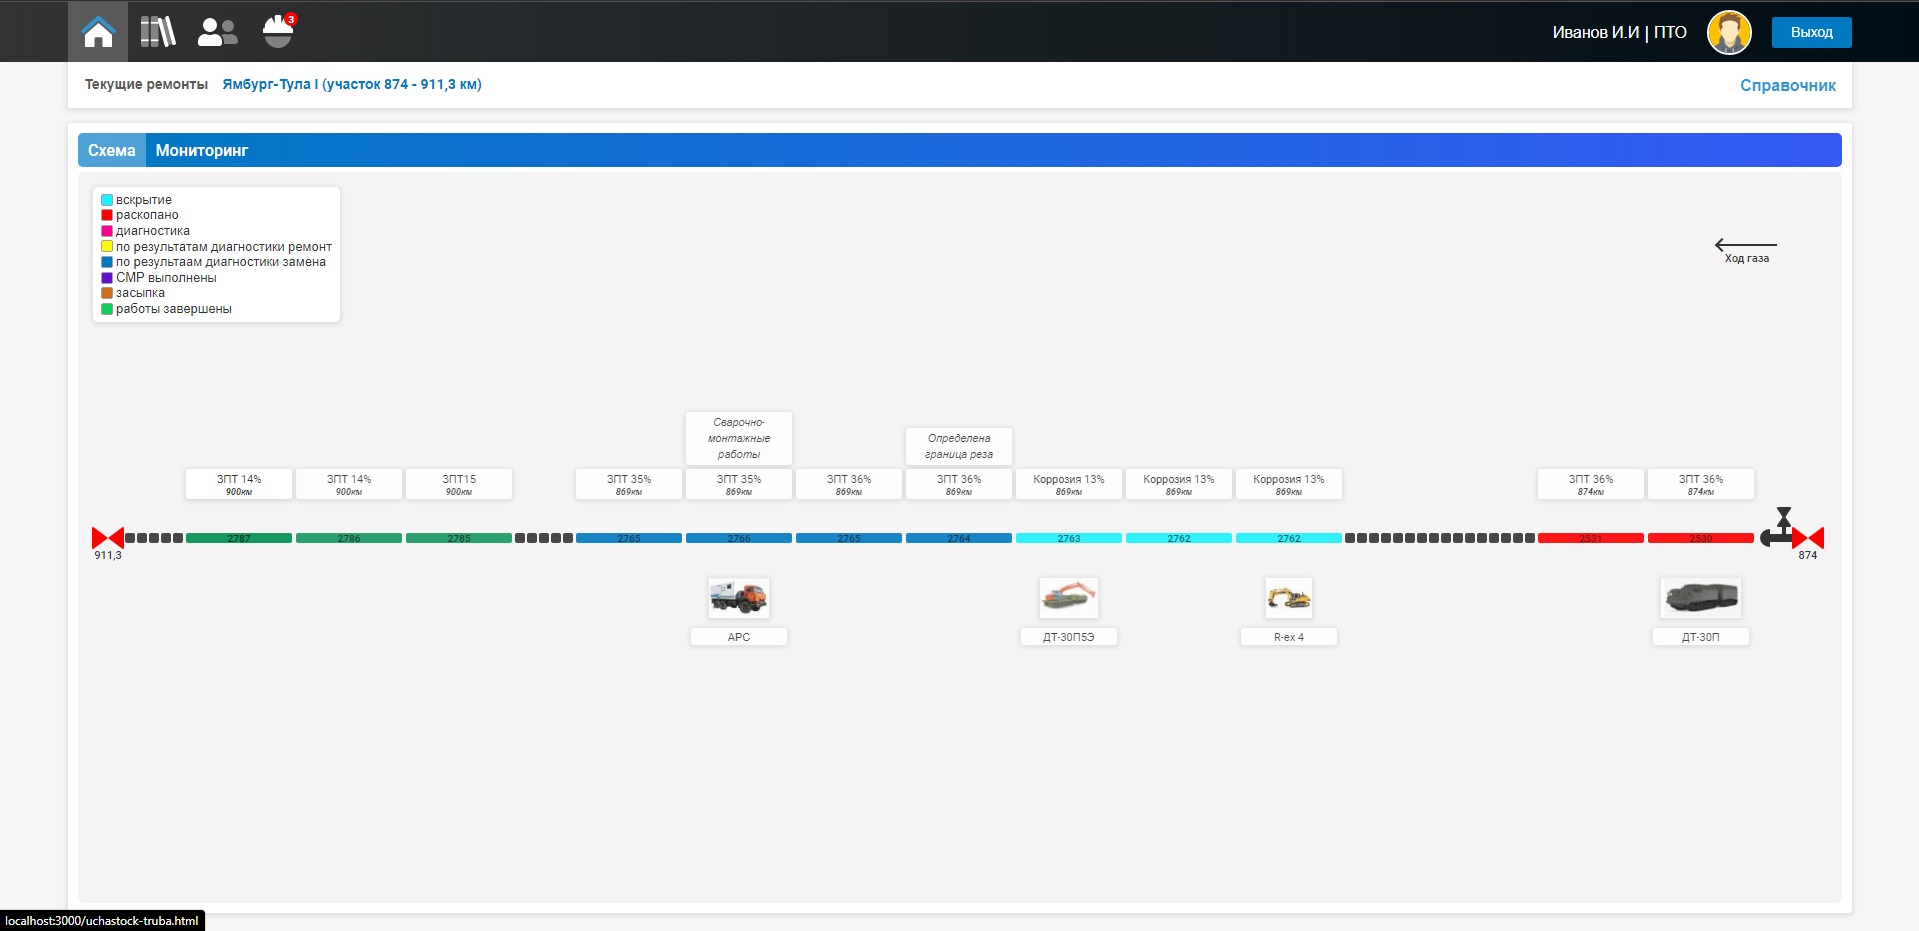 3
Иванов И.И | ПТО
Выход
Текущие ремонты Ямбург-Тула I (участок 874 - 911,3 км)
Справочник
Схема Мониторинг
вскрытие
раскопано
диагностика
по результатам диагностики ремонт
по результаам диагностики замена
СМР выполнены
засыпка
работы завершены
Ход газа
Сварочно-
монтажные
работы
Определена
граница реза
ЗПТ 14% ЗПТ 14% ЗПТ15 ЗПТ 35% ЗПТ 35% ЗПТ 36% ЗПТ 36% Коррозия 13% Коррозия 13% Коррозия 13% ЗПТ 36% ЗПТ 36%
900км 900км 900км 869км 869км 869км 869км 869км 869км 869км 874км 874км
2787 2786 2785 2765 2766 2765 2764 2763 2762 2762 2531 2530
911,3 874
АРС ДТ-30П5Э R-ex 4 ДТ-30П
localhost:3000/uchastock-truba.html